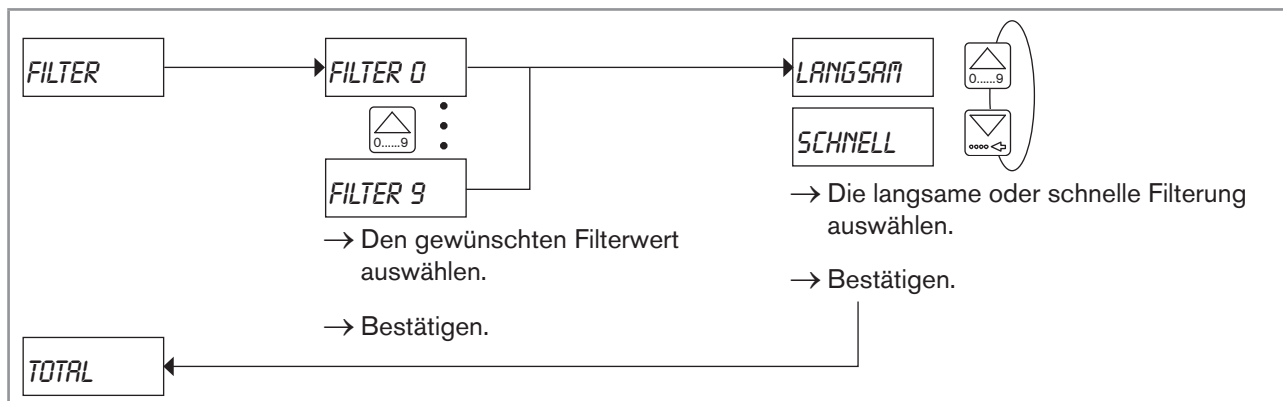 FILTER
FILTER 0
0......9
FILTER 9
→ Den gewünschten Filterwert
auswählen.
→ Bestätigen.
LANGSAM
0......9
SCHNELL
→ Die langsame oder schnelle Filterung
auswählen.
→ Bestätigen.
TOTAL